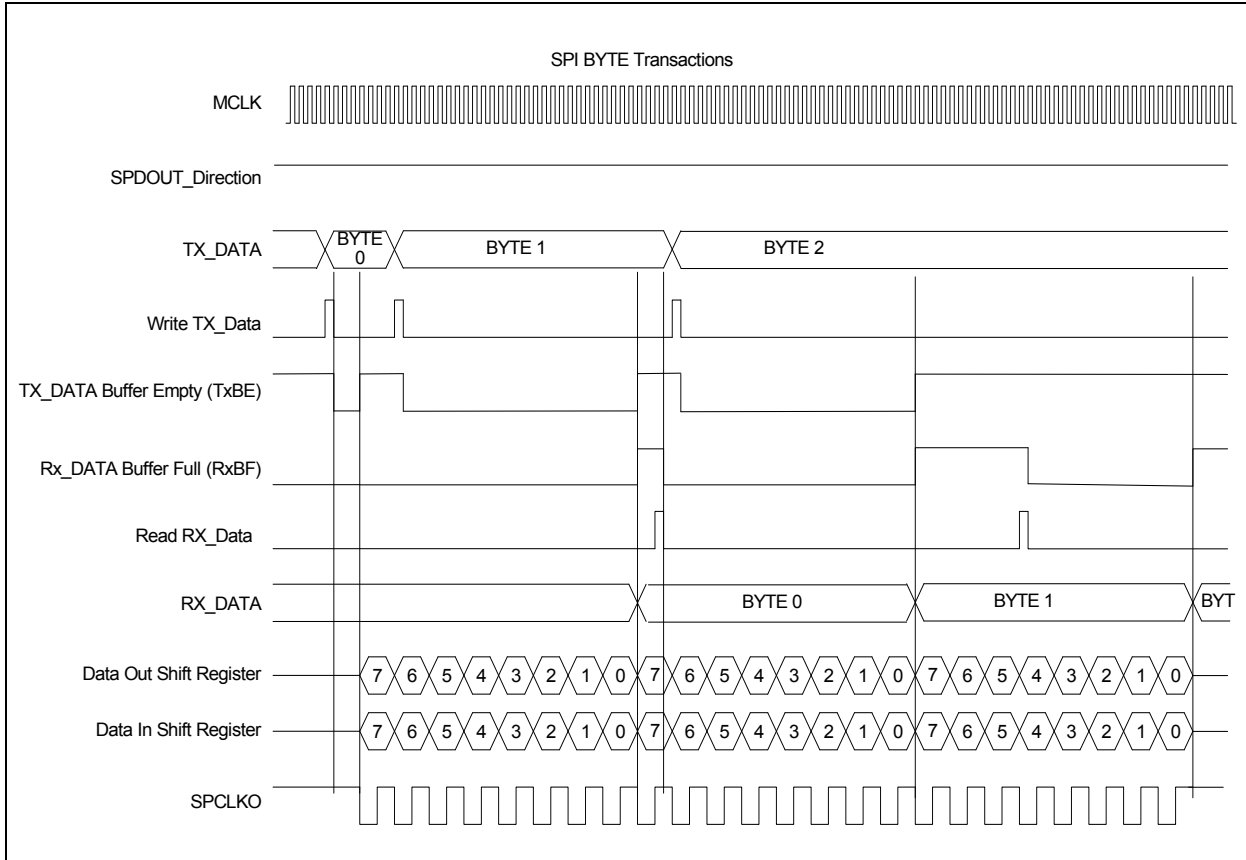 SPI BYTE Transactions
MCLK
SPDOUT_Direction
TX_DATA BYTE 0 BYTE 1 BYTE 2
Write TX_Data
TX_DATA Buffer Empty (TxBE)
Rx_DATA Buffer Full (RxBF)
Read RX_Data
RX_DATA BYTE 0 BYTE 1 BYT
Data Out Shift Register 7 6 5 4 3 2 1 0 7 6 5 4 3 2 1 0 7 6 5 4 3 2 1 0
Data In Shift Register 7 6 5 4 3 2 1 0 7 6 5 4 3 2 1 0 7 6 5 4 3 2 1 0
SPCLKO